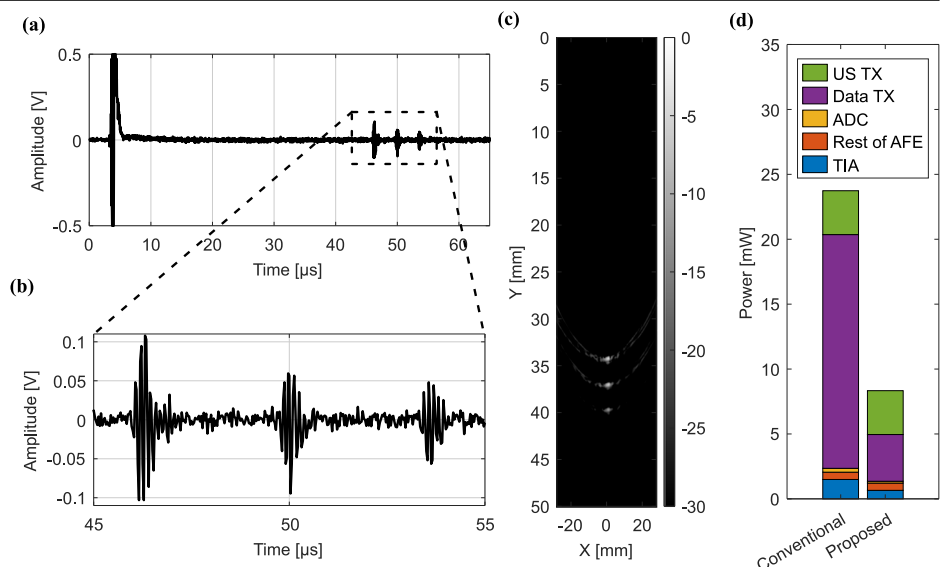 (a)
0.5
0
-0.5
Amplitude [V]
0 10 20 30 40 50 60
Time [µs]
(b)
0.1
0.05
0
-0.05
-0.1
Amplitude [V]
45 50 55
Time [µs]
(c)
0
5
10
15
20
25
30
35
40
45
50
Y [mm]
-20 0 20
X [mm]
0
-5
-10
-15
-20
-25
-30
(d)
35
30
25
20
15
10
5
0
Power [mW]
US TX
Data TX
ADC
Rest of AFE
TIA
Conventional
Proposed